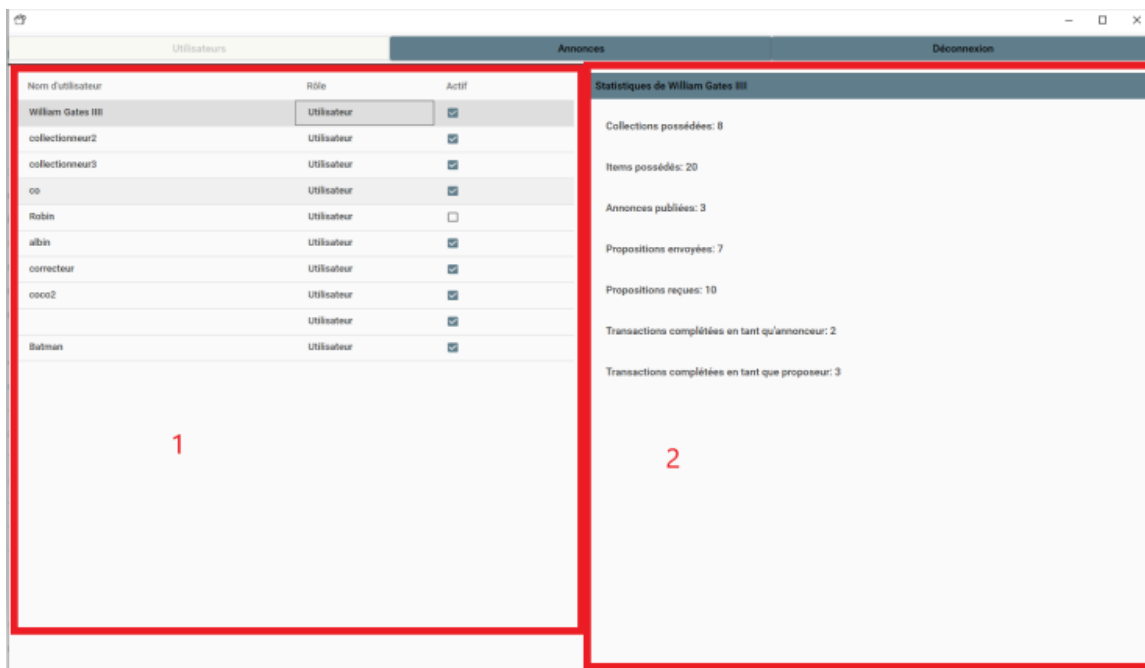 Utilisateurs Annonces Déconnexion
Nom d'utilisateur Rôle Actif
William Gates IIII Utilisateur
collectionneur2 Utilisateur
collectionneur3 Utilisateur
co Utilisateur
Robin Utilisateur
albin Utilisateur
correcteur Utilisateur
coco2 Utilisateur
Utilisateur
Batman Utilisateur
1
Statistiques de William Gates IIII
Collections possédées: 8
Items possédés: 20
Annonces publiées: 3
Propositions envoyées: 7
Propositions reçues: 10
Transactions complétées en tant qu'annonceur: 2
Transactions complétées en tant que proposeur: 3
2